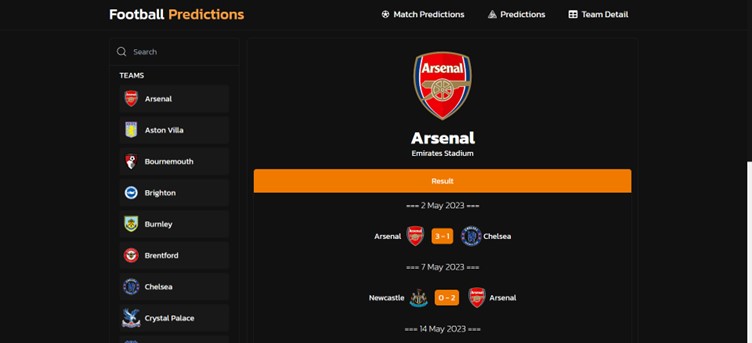 Football Predictions
Match Predictions
Predictions
Team Detail
Search
TEAMS
Arsenal
Aston Villa
Bournemouth
Brighton
Burnley
Brentford
Chelsea
Crystal Palace
Arsenal
Arsenal
Emirates Stadium
Result
=== 2 May 2023 ===
Arsenal 3 - 1 Chelsea
=== 7 May 2023 ===
Newcastle 0 - 2 Arsenal
=== 14 May 2023 ===